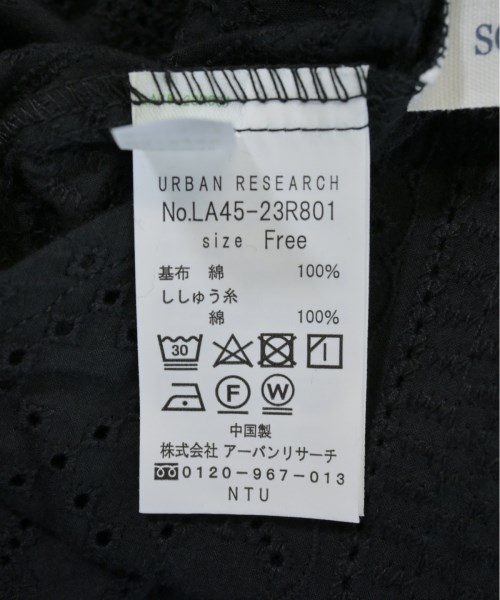 SO
URBAN RESEARCH
No.LA45-23R801
size Free
基布 綿 100%
ししゅう糸
綿 100%
30
F W
中国製
株式会社 アーバンリサーチ
0120-967-013
NTU